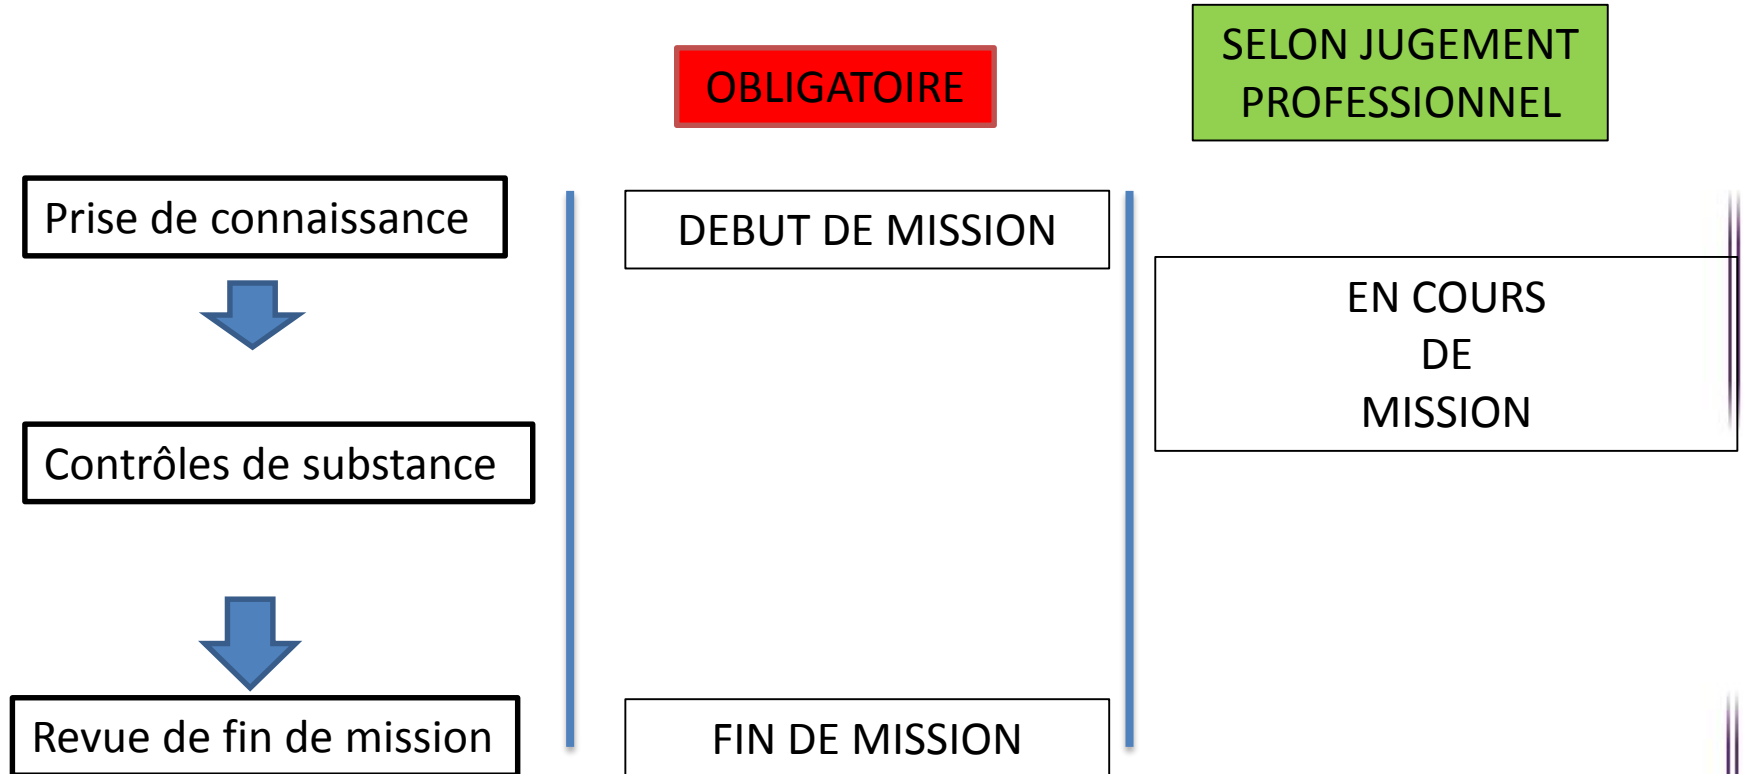 OBLIGATOIRE
SELON JUGEMENT
PROFESSIONNEL
Prise de connaissance
DEBUT DE MISSION
EN COURS
DE
MISSION
Contrôles de substance
Revue de fin de mission
FIN DE MISSION